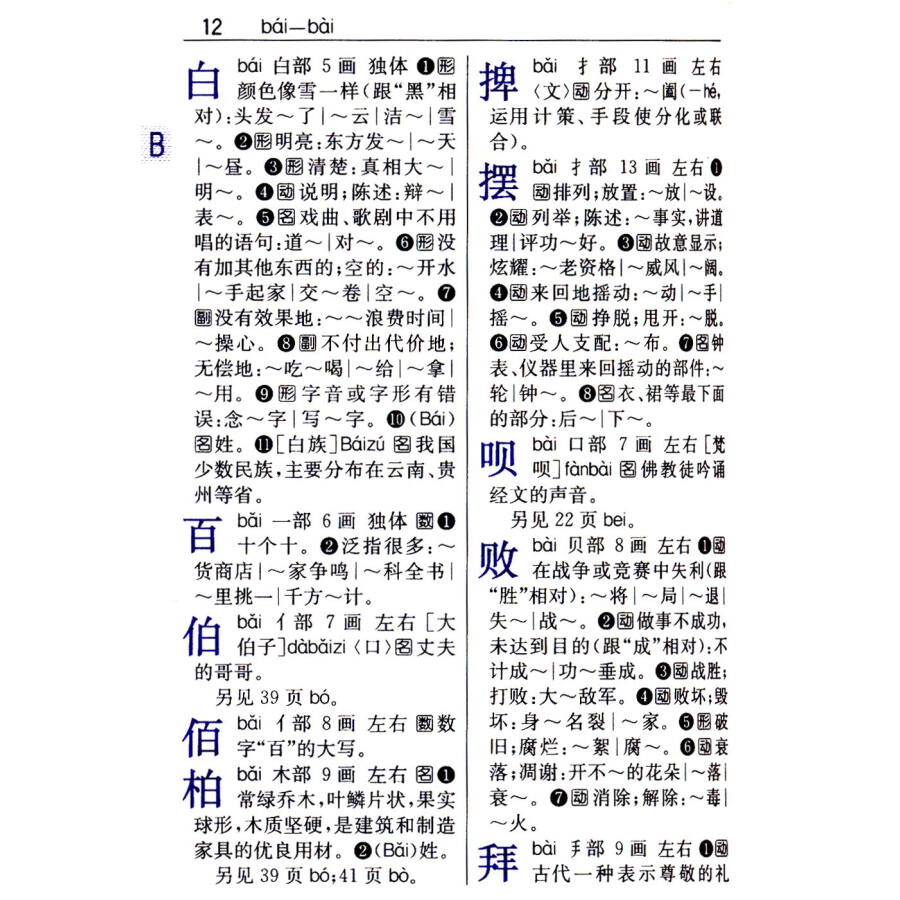 12 bái—bài
B
白 bái 白部 5画 独体 ❶形
颜色像雪一样(跟“黑”相
对):头发～了|～云|洁～|雪
～。❷形明亮:东方发～|～天
|～昼。❸形清楚:真相大～|
明～。❹动说明;陈述:辩～|
表～。❺名戏曲、歌剧中不用
唱的语句:道～|对～。❻形没
有加其他东西的;空的:～开水
|～手起家|交～卷|空～。❼
副没有效果地:～～浪费时间|
～操心。❽副不付出代价地;
无偿地:～吃～喝|～给|～拿|
～用。❾形字音或字形有错
误:念～字|写～字。❿(Bái)
名姓。⓫[白族]Báizú 名我国
少数民族,主要分布在云南、贵
州等省。
百 bǎi 一部 6画 独体 数❶
十个十。❷泛指很多:～
货商店|～家争鸣|～科全书|
～里挑一|千方～计。
伯 bǎi 亻部 7画 左右 [大
伯子]dàbǎizi〈口〉名丈夫
的哥哥。
另见39页bó。
佰 bǎi 亻部 8画 左右 数数
字“百”的大写。
柏 bǎi 木部 9画 左右 名❶
常绿乔木,叶鳞片状,果实
球形,木质坚硬,是建筑和制造
家具的优良用材。❷(Bǎi)姓。
另见39页bó;41页bò。
捭 bǎi 扌部 11画 左右
〈文〉动分开:～阖(—hé,
运用计策、手段使分化或联
合)。
摆 bǎi 扌部 13画 左右❶
动排列;放置:～放|～设。
❷动列举;陈述:～事实,讲道
理|评功～好。❸动故意显示;
炫耀:～老资格|～威风|～阔。
❹动来回地摇动:～动|～手|
摇～。❺动挣脱;甩开:～脱。
❻动受人支配:～布。❼名钟
表、仪器里来回摇动的部件:～
轮|钟～。❽名衣、裙等最下面
的部分:后～|下～。
呗 bài 口部 7画 左右[梵
呗]fànbài 名佛教徒吟诵
经文的声音。
另见22页bei。
败 bài 贝部 8画 左右❶动
在战争或竞赛中失利(跟
“胜”相对):～将|～局|～退|
失～|战～。❷动做事不成功,
未达到目的(跟“成”相对):不
计成～|功～垂成。❸动战胜;
打败:大～敌军。❹动败坏;毁
坏:身～名裂|～家。❺形破
旧;腐烂:～絮|腐～。❻动衰
落;凋谢:开不～的花朵|～落|
衰～。❼动消除;解除:～毒|
～火。
拜 bài 手部 9画 左右❶动
古代一种表示尊敬的礼